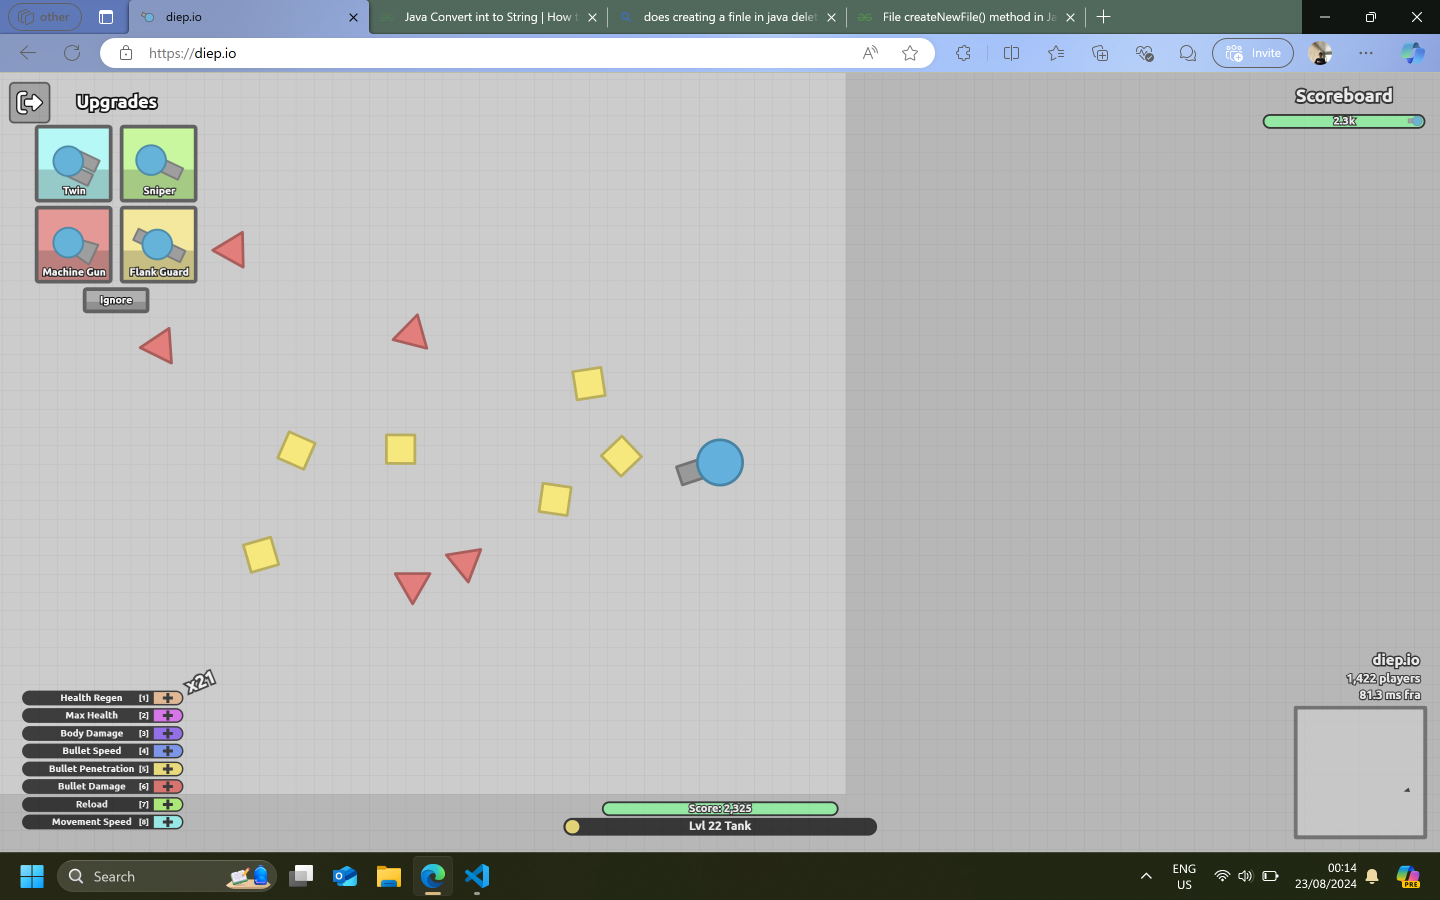 other
diep.io
Java Convert int to String | How
does creating a finle in java delet
File createNewFile() method in Ja
https://diep.io
Invite
Upgrades
Twin
Sniper
Machine Gun
Flank Guard
Ignore
Scoreboard
2.3k
x21
Health Regen [1]
Max Health [2]
Body Damage [3]
Bullet Speed [4]
Bullet Penetration [5]
Bullet Damage [6]
Reload [7]
Movement Speed [8]
Score: 2,325
Lvl 22 Tank
diep.io
1,422 players
81.3 ms fra
Search
ENG
US
00:14
23/08/2024
PRE